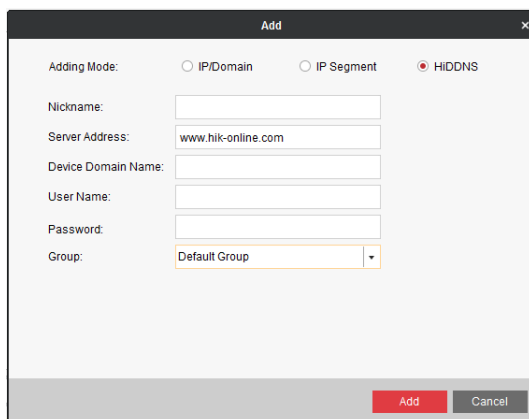 Add
×
Adding Mode: IP/Domain IP Segment HiDDNS
Nickname:
Server Address: www.hik-online.com
Device Domain Name:
User Name:
Password:
Group: Default Group
Add Cancel